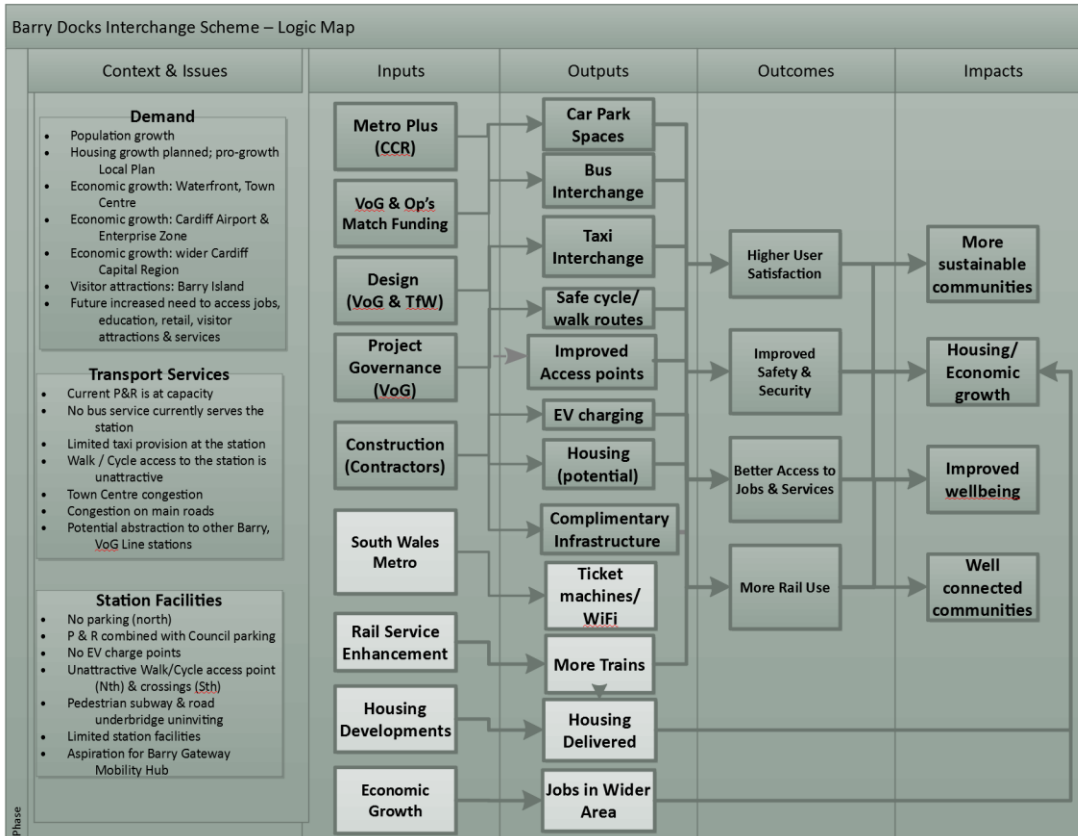 Barry Docks Interchange Scheme – Logic Map
Context & Issues
Inputs
Outputs
Outcomes
Impacts
Demand
• Population growth
• Housing growth planned; pro-growth
Local Plan
• Economic growth: Waterfront, Town
Centre
• Economic growth: Cardiff Airport &
Enterprise Zone
• Economic growth: wider Cardiff
Capital Region
• Visitor attractions: Barry Island
• Future increased need to access jobs,
education, retail, visitor
attractions & services
Transport Services
• Current P&R is at capacity
• No bus service currently serves the
station
• Limited taxi provision at the station
• Walk / Cycle access to the station is
unattractive
• Town Centre congestion
• Congestion on main roads
• Potential abstraction to other Barry,
VoG Line stations
Station Facilities
• No parking (north)
• P & R combined with Council parking
• No EV charge points
• Unattractive Walk/Cycle access point
(Nth) & crossings (Sth)
• Pedestrian subway & road
underbridge uninviting
• Limited station facilities
• Aspiration for Barry Gateway
Mobility Hub
Metro Plus
(CCR)
VoG & Op's
Match Funding
Design
(VoG & TfW)
Project
Governance
(VoG)
Construction
(Contractors)
South Wales
Metro
Rail Service
Enhancement
Housing
Developments
Economic
Growth
Car Park
Spaces
Bus
Interchange
Taxi
Interchange
Safe cycle/
walk routes
Improved
Access points
EV charging
Housing
(potential)
Complimentary
Infrastructure
Ticket
machines/
WiFi
More Trains
Housing
Delivered
Jobs in Wider
Area
Higher User
Satisfaction
Improved
Safety &
Security
Better Access to
Jobs & Services
More Rail Use
More
sustainable
communities
Housing/
Economic
growth
Improved
wellbeing
Well
connected
communities
Phase